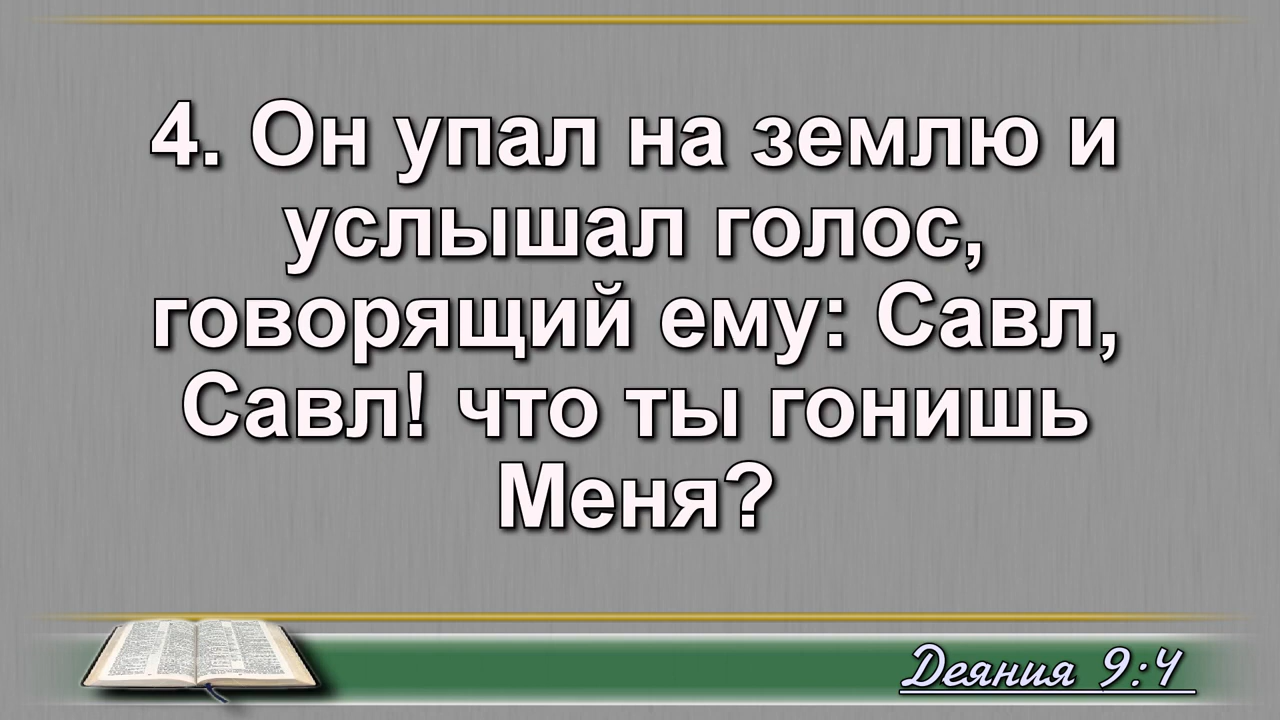 4. Он упал на землю и
услышал голос,
говорящий ему: Савл,
Савл! что ты гонишь
Меня?
Деяния 9:4